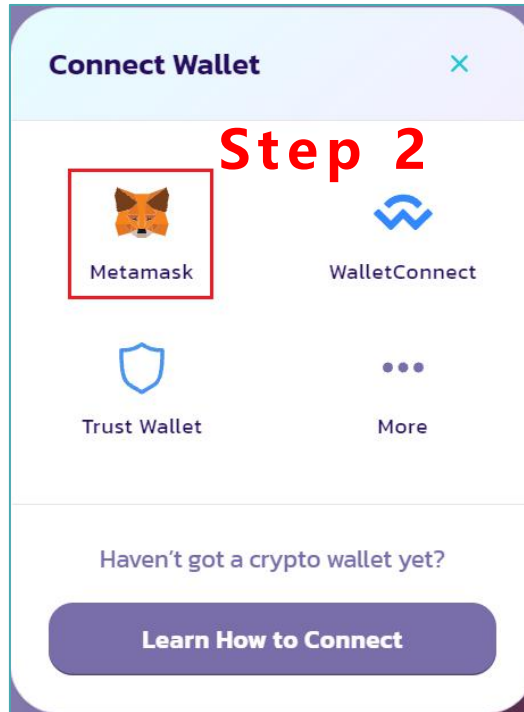 Connect Wallet
Step 2
Metamask
WalletConnect
Trust Wallet
More
Haven't got a crypto wallet yet?
Learn How to Connect